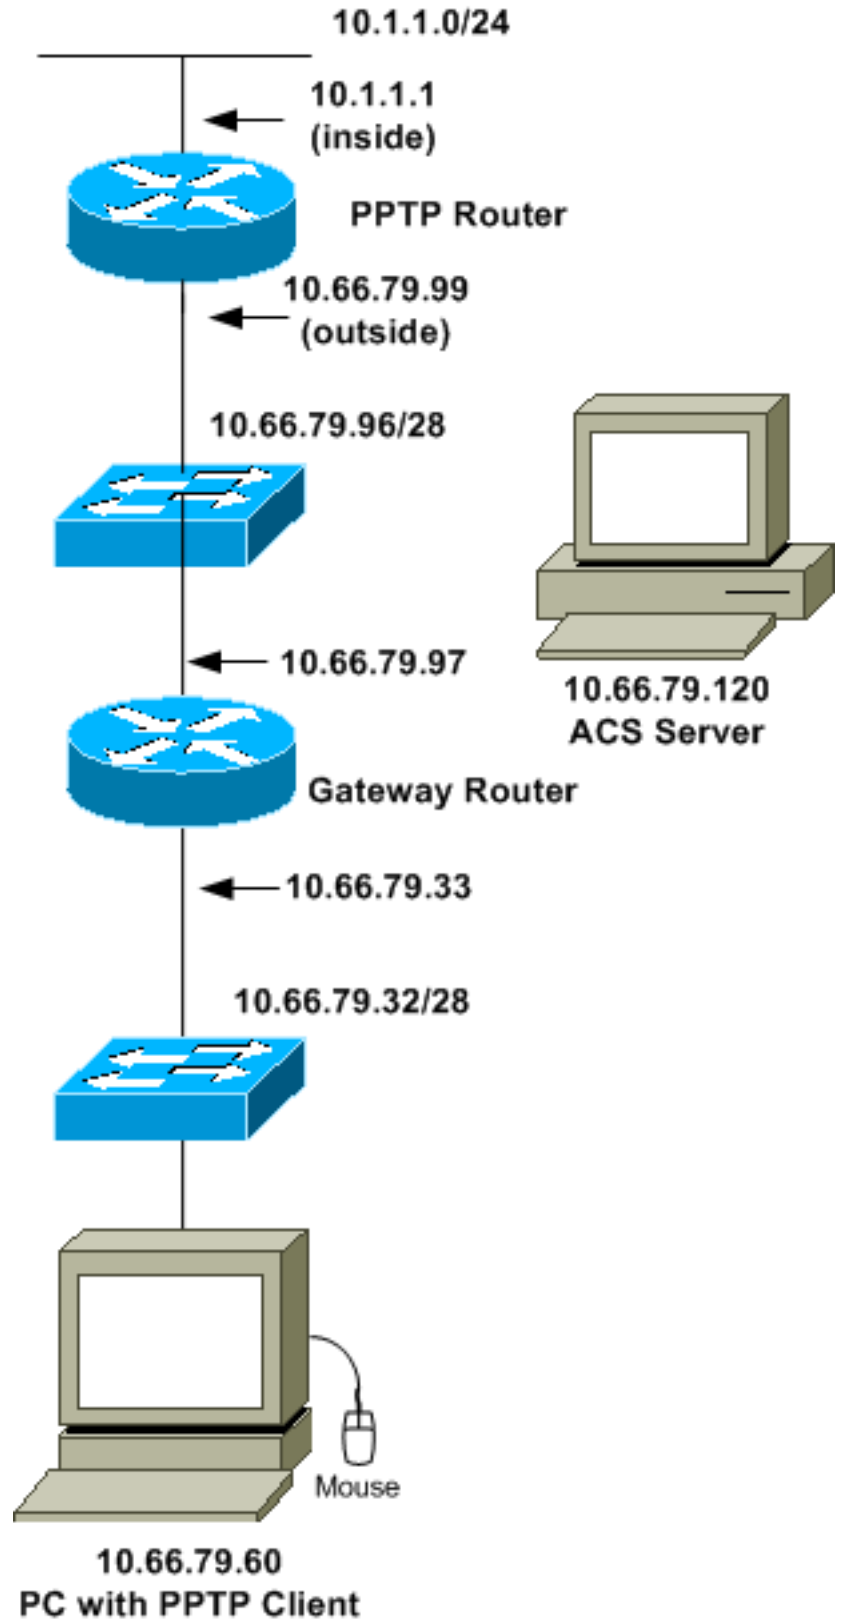 10.1.1.0/24
10.1.1.1
(inside)
PPTP Router
10.66.79.99
(outside)
10.66.79.96/28
10.66.79.97
10.66.79.120
ACS Server
Gateway Router
10.66.79.33
10.66.79.32/28
Mouse
10.66.79.60
PC with PPTP Client